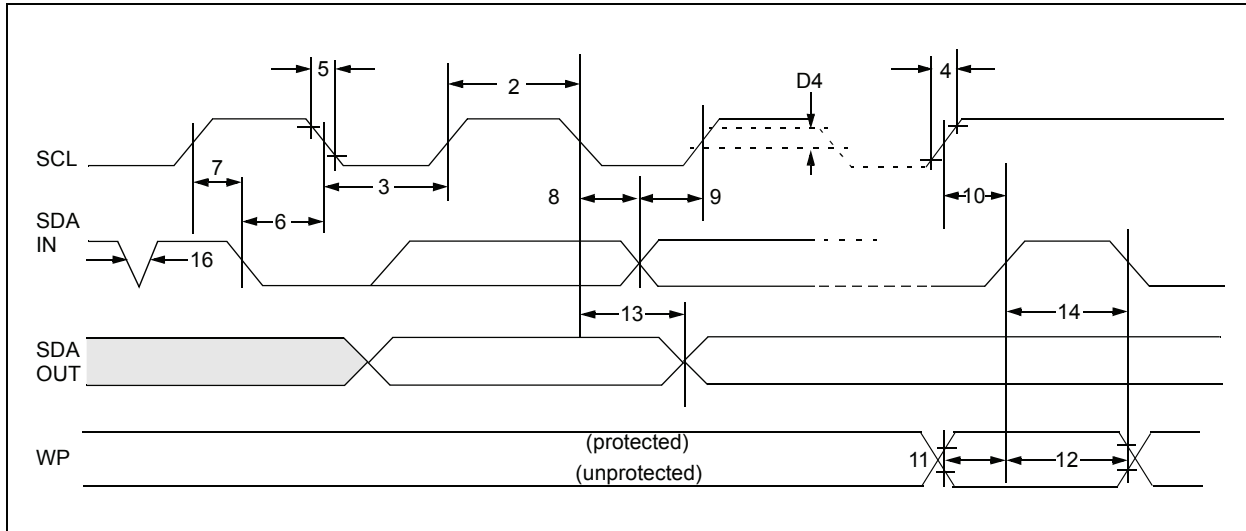 5
2
D4
4
SCL
7
3
8
9
10
6
SDA
IN
16
13
14
SDA
OUT
(protected)
WP
11
12
(unprotected)